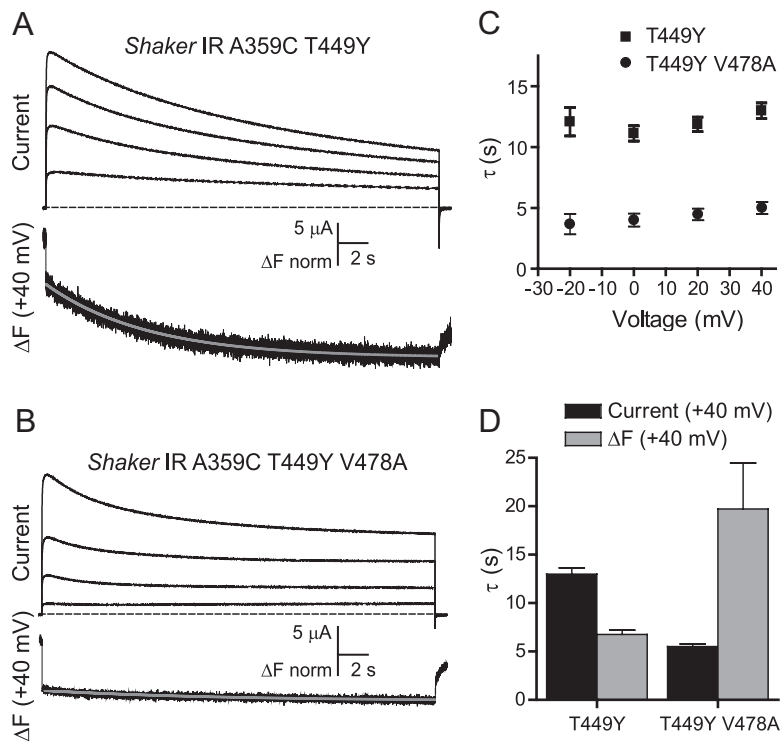 A
Shaker IR A359C T449Y
Current
5 µA
ΔF norm
2 s
ΔF (+40 mV)
B
Shaker IR A359C T449Y V478A
Current
5 µA
ΔF norm
2 s
ΔF (+40 mV)
C
T449Y
T449Y V478A
15
10
5
0
τ (s)
-30 -20 -10 0 10 20 30 40
Voltage (mV)
D
Current (+40 mV)
ΔF (+40 mV)
25
20
15
10
5
0
τ (s)
T449Y
T449Y V478A